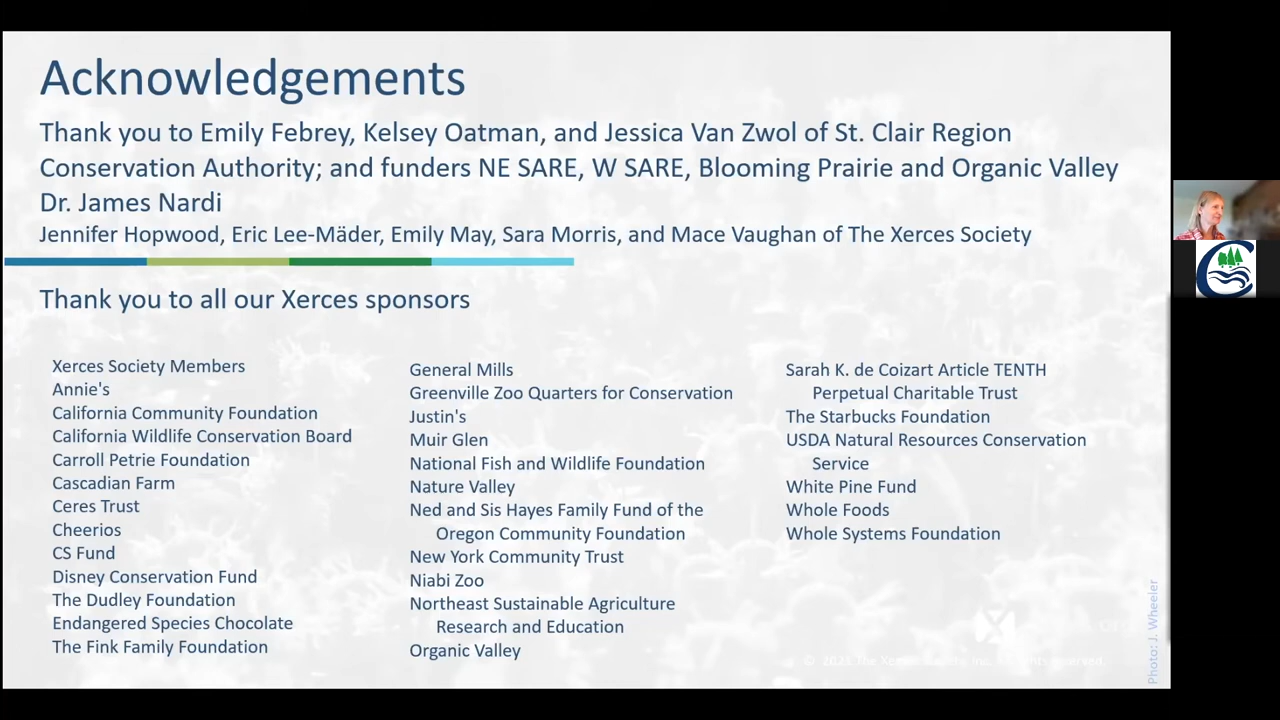 Acknowledgements
Thank you to Emily Febrey, Kelsey Oatman, and Jessica Van Zwol of St. Clair Region
Conservation Authority; and funders NE SARE, W SARE, Blooming Prairie and Organic Valley
Dr. James Nardi
Jennifer Hopwood, Eric Lee-Mäder, Emily May, Sara Morris, and Mace Vaughan of The Xerces Society
Thank you to all our Xerces sponsors
Xerces Society Members
Annie's
California Community Foundation
California Wildlife Conservation Board
Carroll Petrie Foundation
Cascadian Farm
Ceres Trust
Cheerios
CS Fund
Disney Conservation Fund
The Dudley Foundation
Endangered Species Chocolate
The Fink Family Foundation
General Mills
Greenville Zoo Quarters for Conservation
Justin's
Muir Glen
National Fish and Wildlife Foundation
Nature Valley
Ned and Sis Hayes Family Fund of the
Oregon Community Foundation
New York Community Trust
Niabi Zoo
Northeast Sustainable Agriculture
Research and Education
Organic Valley
Sarah K. de Coizart Article TENTH
Perpetual Charitable Trust
The Starbucks Foundation
USDA Natural Resources Conservation
Service
White Pine Fund
Whole Foods
Whole Systems Foundation
Photo: J. Wheeler